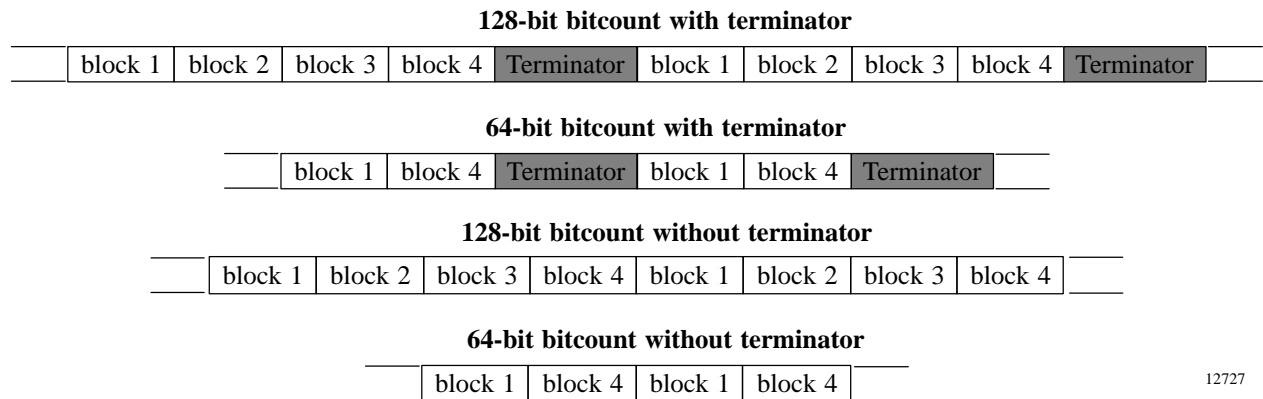 128-bit bitcount with terminator
block 1 block 2 block 3 block 4 Terminator block 1 block 2 block 3 block 4 Terminator
64-bit bitcount with terminator
block 1 block 4 Terminator block 1 block 4 Terminator
128-bit bitcount without terminator
block 1 block 2 block 3 block 4 block 1 block 2 block 3 block 4
64-bit bitcount without terminator
block 1 block 4 block 1 block 4
12727